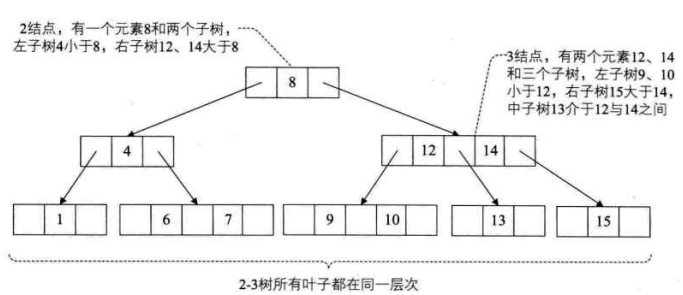 2结点，有一个元素8和两个子树，
左子树4小于8，右子树12、14大于8
3结点，有两个元素12、14
和三个子树，左子树9、10
小于12，右子树15大于14，
中子树13介于12与14之间
8
4
12 14
1
6 7
9 10
13
15
2-3树所有叶子都在同一层次